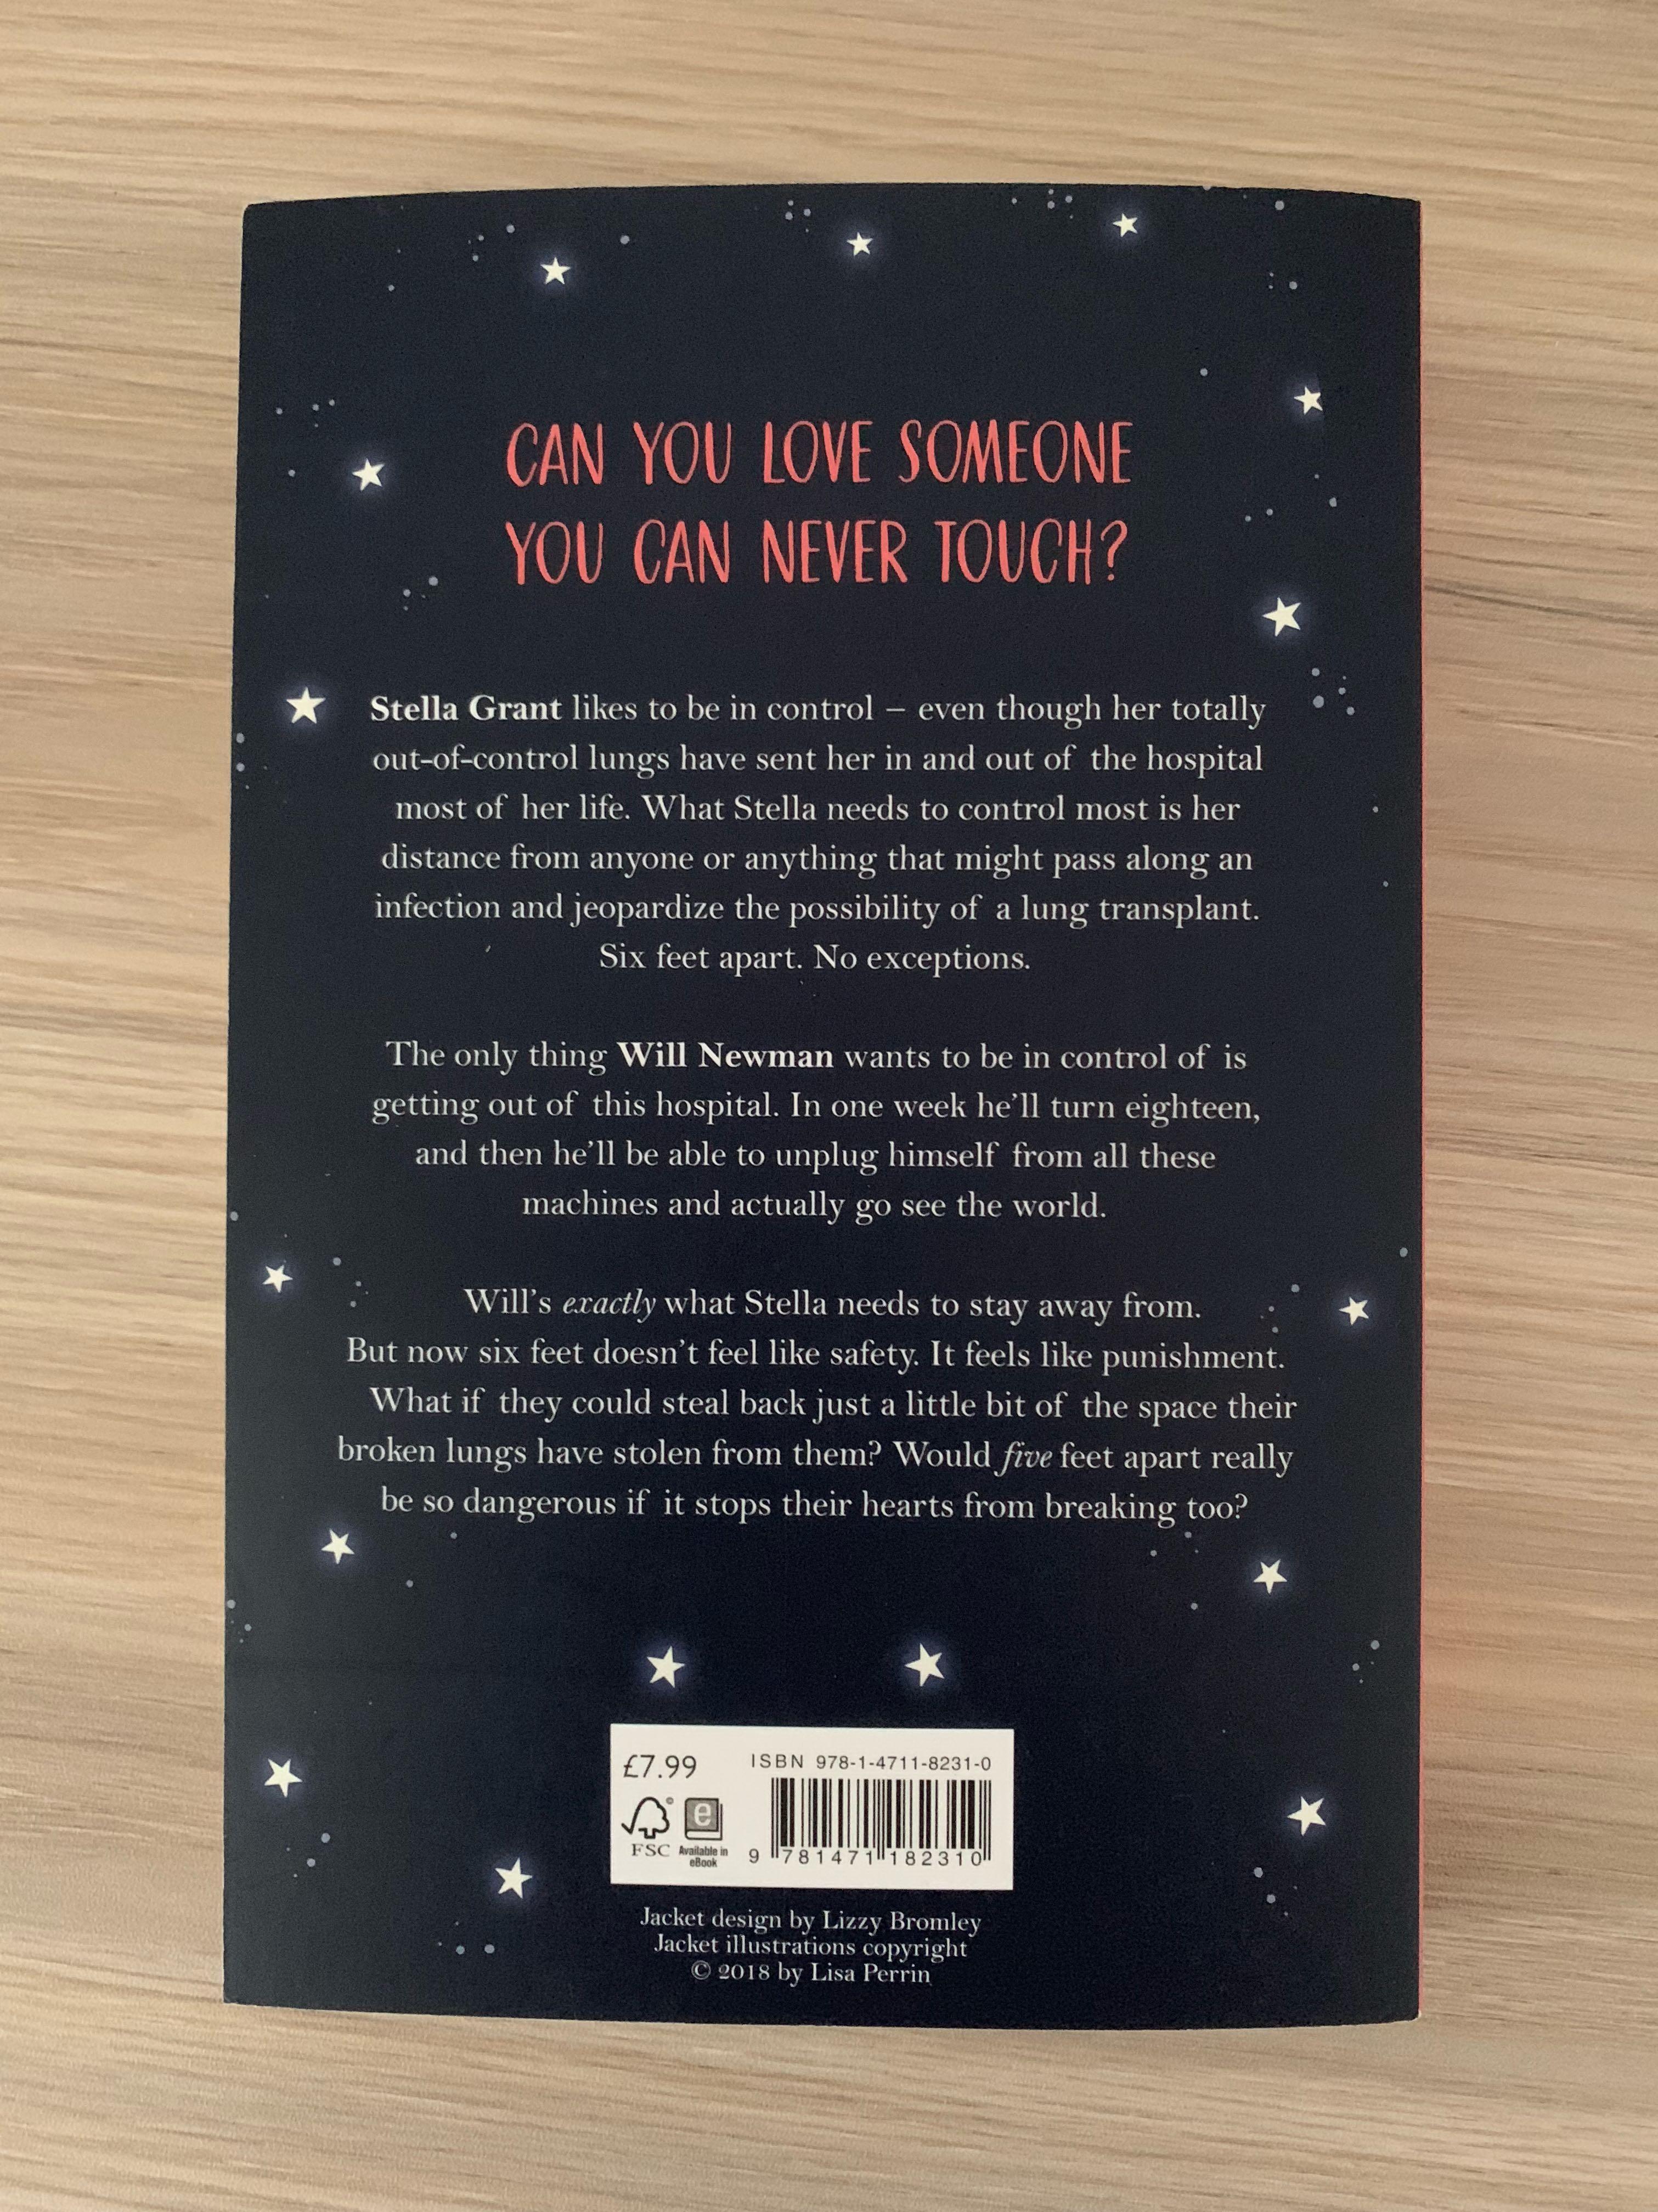 CAN YOU LOVE SOMEONE
YOU CAN NEVER TOUCH?
Stella Grant likes to be in control – even though her totally
out-of-control lungs have sent her in and out of the hospital
most of her life. What Stella needs to control most is her
distance from anyone or anything that might pass along an
infection and jeopardize the possibility of a lung transplant.
Six feet apart. No exceptions.
The only thing Will Newman wants to be in control of is
getting out of this hospital. In one week he’ll turn eighteen,
and then he’ll be able to unplug himself from all these
machines and actually go see the world.
Will’s exactly what Stella needs to stay away from.
But now six feet doesn’t feel like safety. It feels like punishment.
What if they could steal back just a little bit of the space their
broken lungs have stolen from them? Would five feet apart really
be so dangerous if it stops their hearts from breaking too?
£7.99
ISBN 978-1-4711-8231-0
FSC
e
Available in
eBook
9 781471 182310
Jacket design by Lizzy Bromley
Jacket illustrations copyright
© 2018 by Lisa Perrin